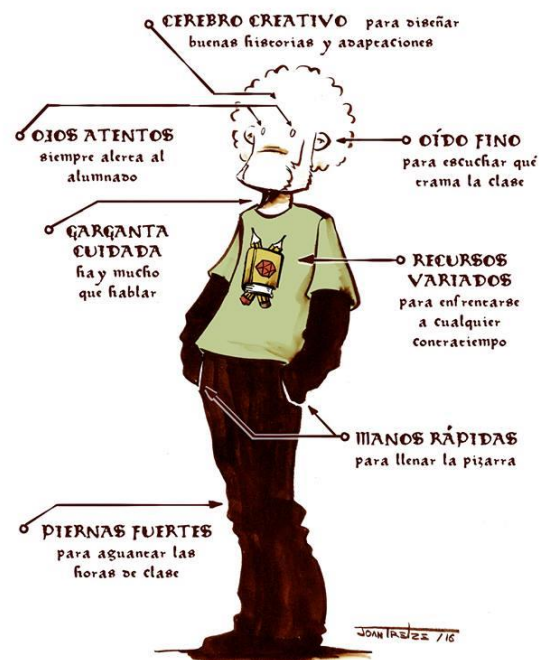 CEREBRO CREATIVO para diseñar
buenas historias y adaptaciones
OJOS ATENTOS
siempre alerta al
alumnado
OÍDO FINO
para escuchar qué
trama la clase
GARGANTA
CUIDADA
hay mucho
que hablar
RECURSOS
VARIADOS
para enfrentarse
a cualquier
contratiempo
MANOS RÁPIDAS
para llenar la pizarra
PIERNAS FUERTES
para aguantar las
horas de clase
JOAN TRETZE /16